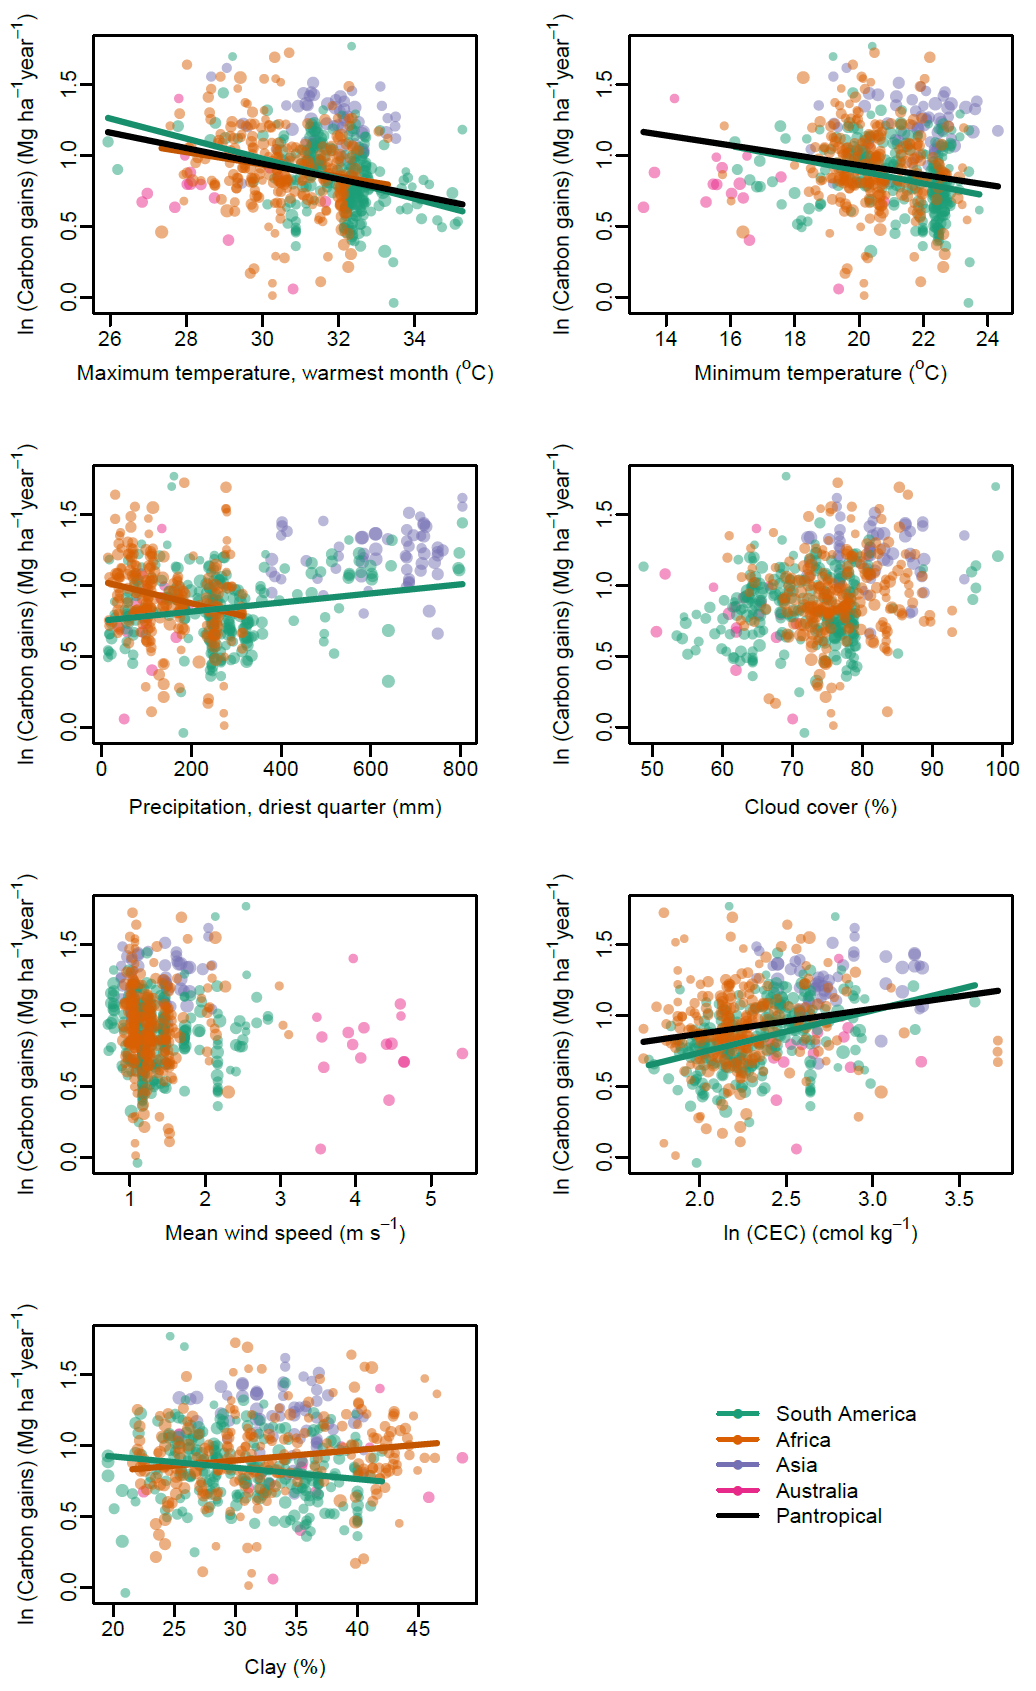 ln (Carbon gains) (Mg ha⁻¹year⁻¹)
1.5
1.0
0.5
0.0
26 28 30 32 34
Maximum temperature, warmest month (°C)
ln (Carbon gains) (Mg ha⁻¹year⁻¹)
1.5
1.0
0.5
0.0
14 16 18 20 22 24
Minimum temperature (°C)
ln (Carbon gains) (Mg ha⁻¹year⁻¹)
1.5
1.0
0.5
0.0
0 200 400 600 800
Precipitation, driest quarter (mm)
ln (Carbon gains) (Mg ha⁻¹year⁻¹)
1.5
1.0
0.5
0.0
50 60 70 80 90 100
Cloud cover (%)
ln (Carbon gains) (Mg ha⁻¹year⁻¹)
1.5
1.0
0.5
0.0
1 2 3 4 5
Mean wind speed (m s⁻¹)
ln (Carbon gains) (Mg ha⁻¹year⁻¹)
1.5
1.0
0.5
0.0
2.0 2.5 3.0 3.5
ln (CEC) (cmol kg⁻¹)
ln (Carbon gains) (Mg ha⁻¹year⁻¹)
1.5
1.0
0.5
0.0
20 25 30 35 40 45
Clay (%)
South America
Africa
Asia
Australia
Pantropical